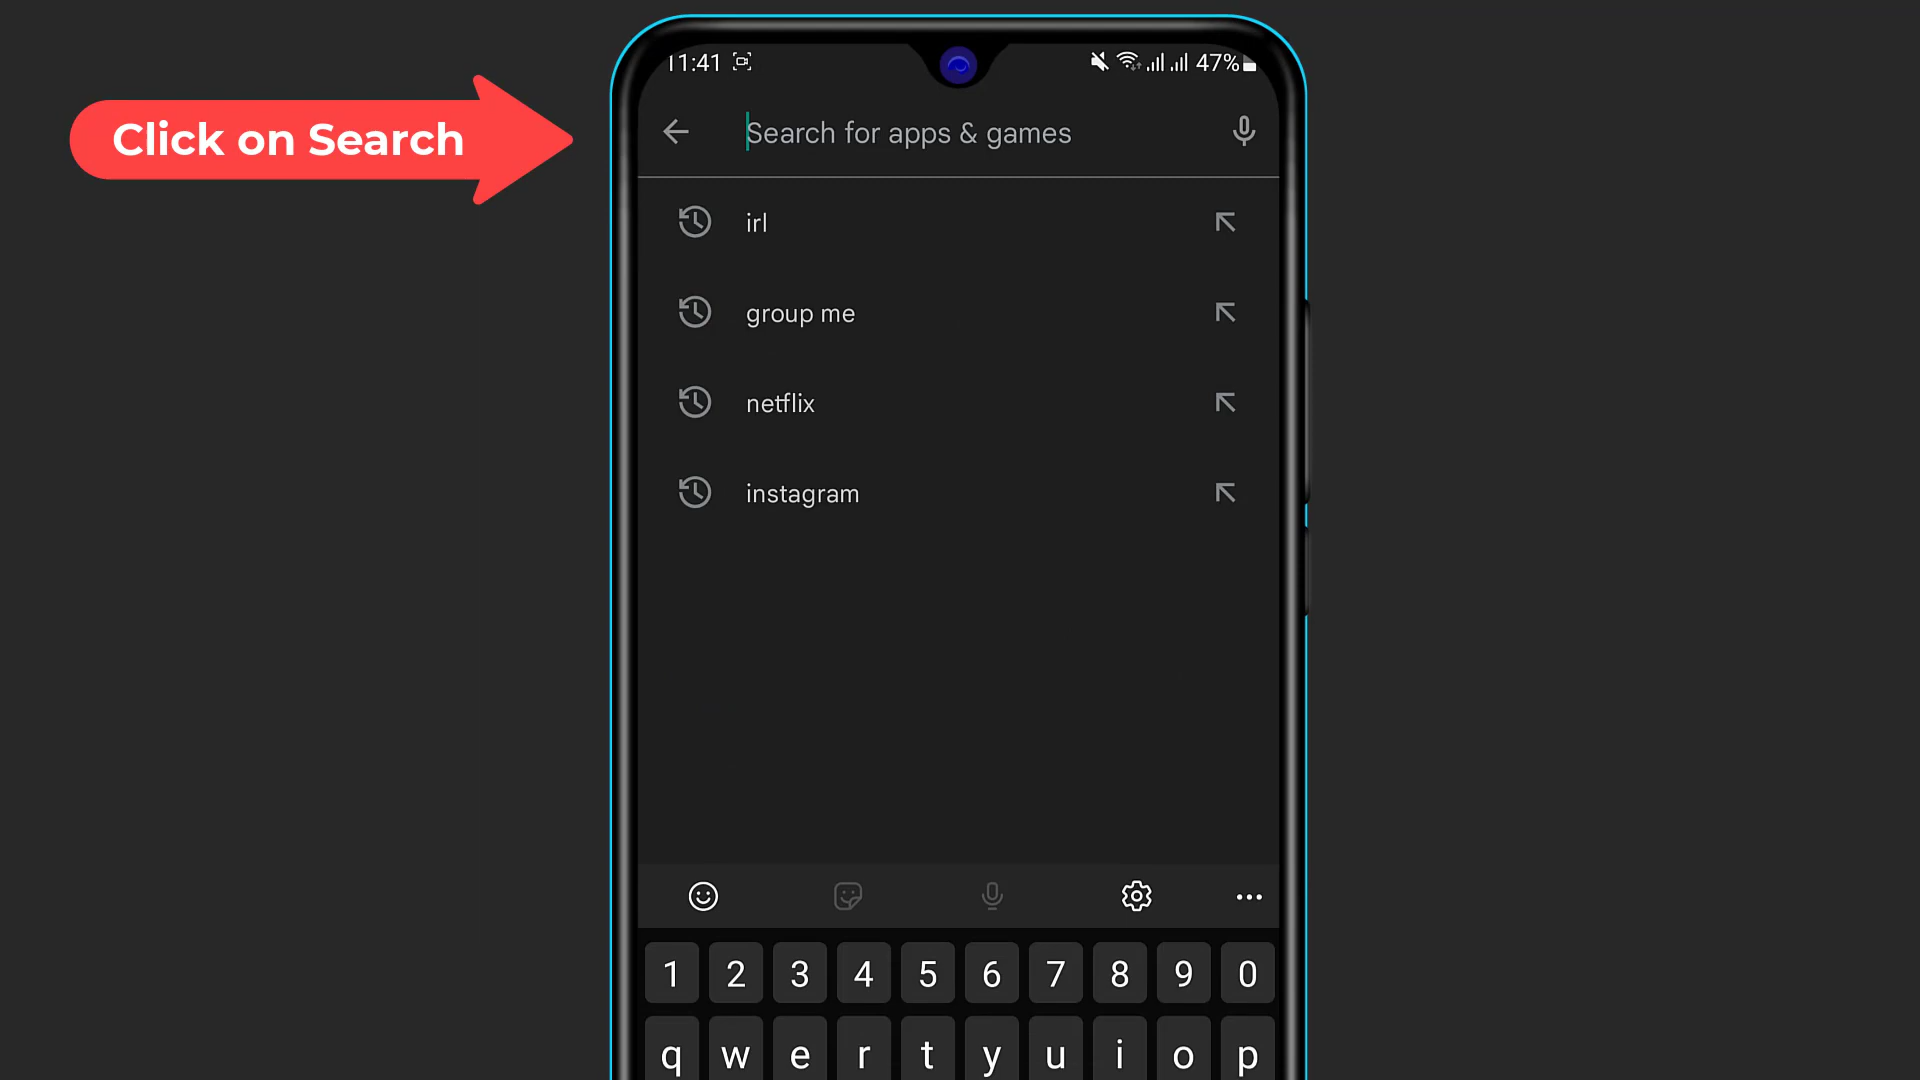 Click on Search
11:41
47%
Search for apps & games
irl
group me
netflix
instagram
1 2 3 4 5 6 7 8 9 0
q w e r t y u i o p